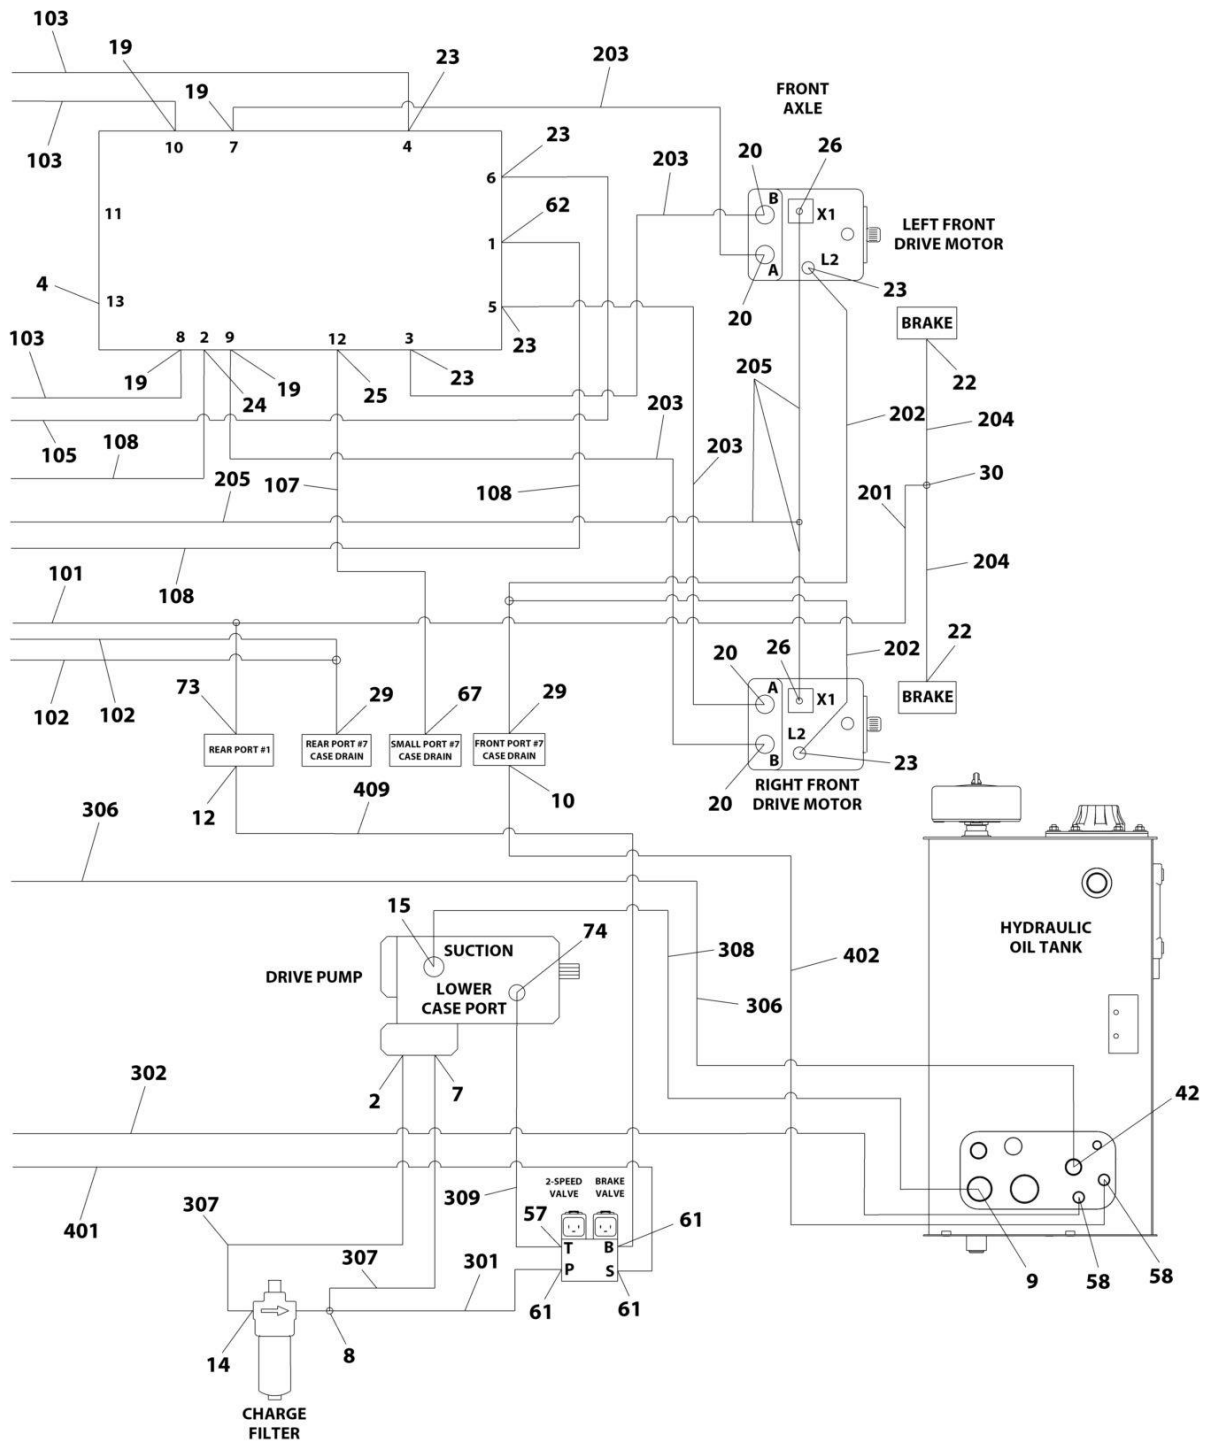 103
19
23
203
FRONT
AXLE
19
103
10
7
4
23
203
20
26
6
B
X1
11
62
LEFT FRONT
DRIVE MOTOR
1
L2
A
4
13
5
23
20
23
BRAKE
103
8
2
9
12
3
19
24
19
25
23
205
22
203
202
204
105
108
205
107
203
108
201
30
101
108
204
202
22
20
26
A
X1
BRAKE
73
29
67
29
102
102
L2
B
REAR PORT #1
REAR PORT #7
CASE DRAIN
SMALL PORT #7
CASE DRAIN
FRONT PORT #7
CASE DRAIN
23
RIGHT FRONT
DRIVE MOTOR
20
12
409
10
306
15
74
HYDRAULIC
OIL TANK
SUCTION
308
402
DRIVE PUMP
LOWER
CASE PORT
306
302
2
7
42
401
307
309
2-SPEED
VALVE
BRAKE
VALVE
57
61
T
B
P
S
307
301
61
61
9
58
58
14
8
CHARGE
FILTER